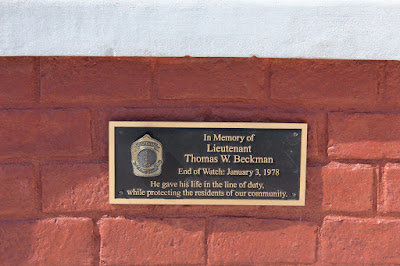 In Memory of
Lieutenant
Thomas W. Beckman
End of Watch: January 3, 1978
He gave his life in the line of duty,
while protecting the residents of our community.